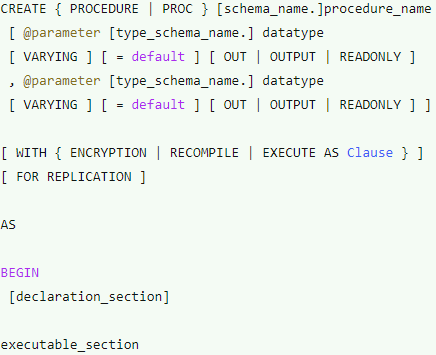 CREATE { PROCEDURE | PROC } [schema_name.]procedure_name
[ @parameter [type_schema_name.] datatype
[ VARYING ] [ = default ] [ OUT | OUTPUT | READONLY ]
, @parameter [type_schema_name.] datatype
[ VARYING ] [ = default ] [ OUT | OUTPUT | READONLY ] ]
[ WITH { ENCRYPTION | RECOMPILE | EXECUTE AS Clause } ]
[ FOR REPLICATION ]
AS
BEGIN
[declaration_section]
executable_section